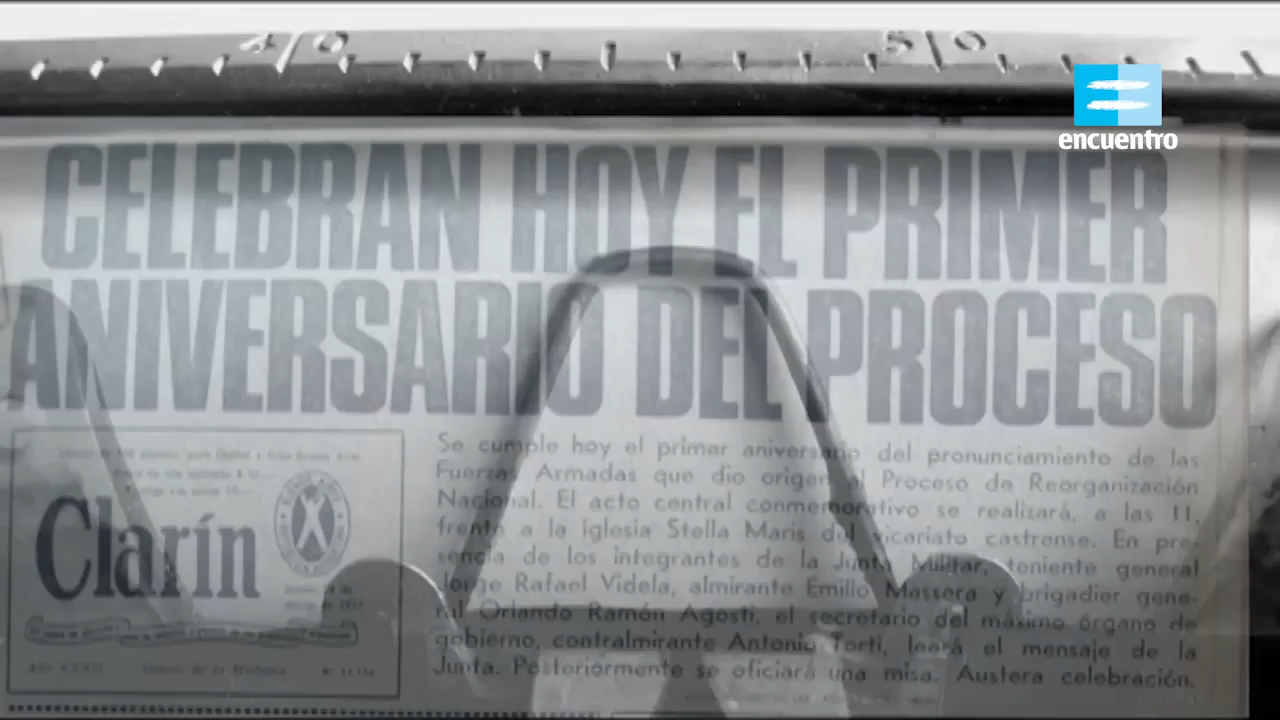 4/0 5/0
encuentro
CELEBRAN HOY EL PRIMER
ANIVERSARIO DEL PROCESO
Se cumple hoy el primer aniversario del pronunciamiento de las
Fuerzas Armadas que dio origen al Proceso de Reorganización
Nacional. El acto central conmemorativo se realizará, a las 11,
frente a la iglesia Stella Maris del vicariato castrense. En pre-
sencia de los integrantes de la Junta Militar, teniente general
Jorge Rafael Videla, almirante Emilio Massera y brigadier gene-
ral Orlando Ramón Agosti, el secretario del máximo órgano de
gobierno, contralmirante Antonio Torti, leerá el mensaje de la
Junta. Posteriormente se oficiará una misa. Austera celebración.
Clarín